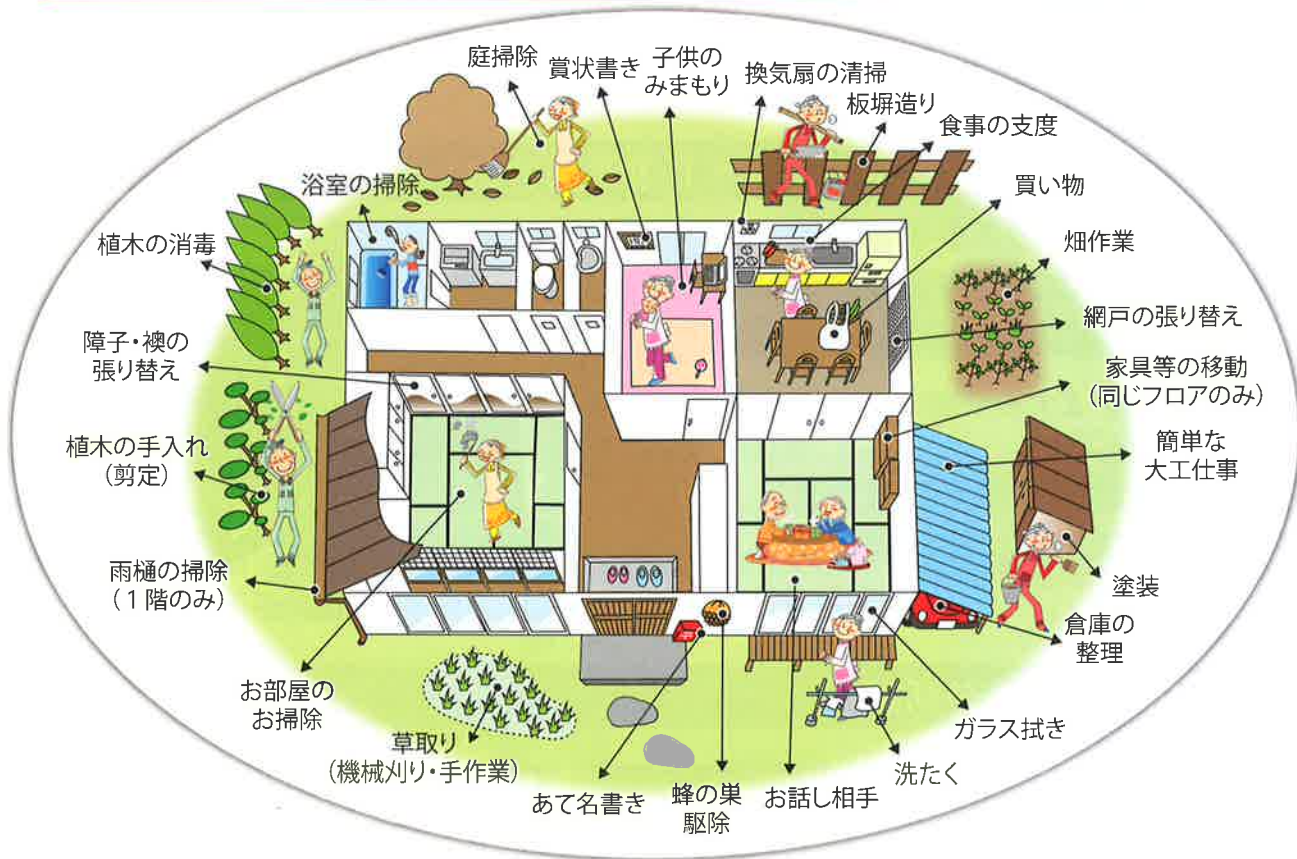 庭掃除
賞状書き
子供の
みまもり
換気扇の清掃
板塀造り
食事の支度
買い物
畑作業
網戸の張り替え
家具等の移動
(同じフロアのみ)
簡単な
大工仕事
塗装
倉庫の
整理
ガラス拭き
洗たく
お話し相手
蜂の巣
駆除
あて名書き
草取り
(機械刈り・手作業)
お部屋の
お掃除
雨樋の掃除
(1階のみ)
植木の手入れ
(剪定)
障子・襖の
張り替え
植木の消毒
浴室の掃除